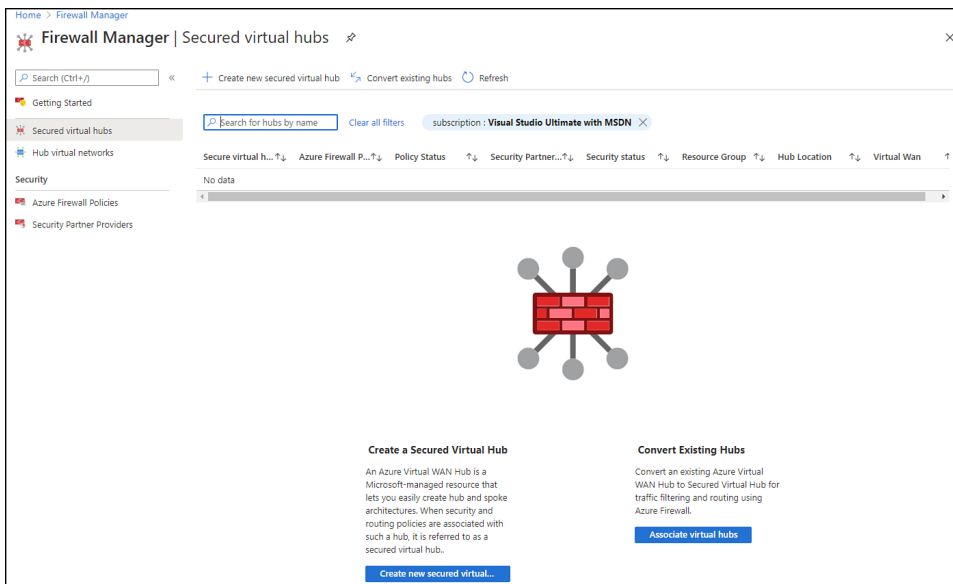 Home > Firewall Manager
Firewall Manager | Secured virtual hubs
Search (Ctrl+/)
«
Create new secured virtual hub
Convert existing hubs
Refresh
Getting Started
Secured virtual hubs
Hub virtual networks
Security
Azure Firewall Policies
Security Partner Providers
Search for hubs by name
Clear all filters
subscription : Visual Studio Ultimate with MSDN
Secure virtual h... Azure Firewall P... Policy Status Security Partner... Security status Resource Group Hub Location Virtual Wan
No data
Create a Secured Virtual Hub
An Azure Virtual WAN Hub is a
Microsoft-managed resource that
lets you easily create hub and spoke
architectures. When security and
routing policies are associated with
such a hub, it is referred to as a
secured virtual hub..
Create new secured virtual...
Convert Existing Hubs
Convert an existing Azure Virtual
WAN Hub to Secured Virtual Hub for
traffic filtering and routing using
Azure Firewall.
Associate virtual hubs